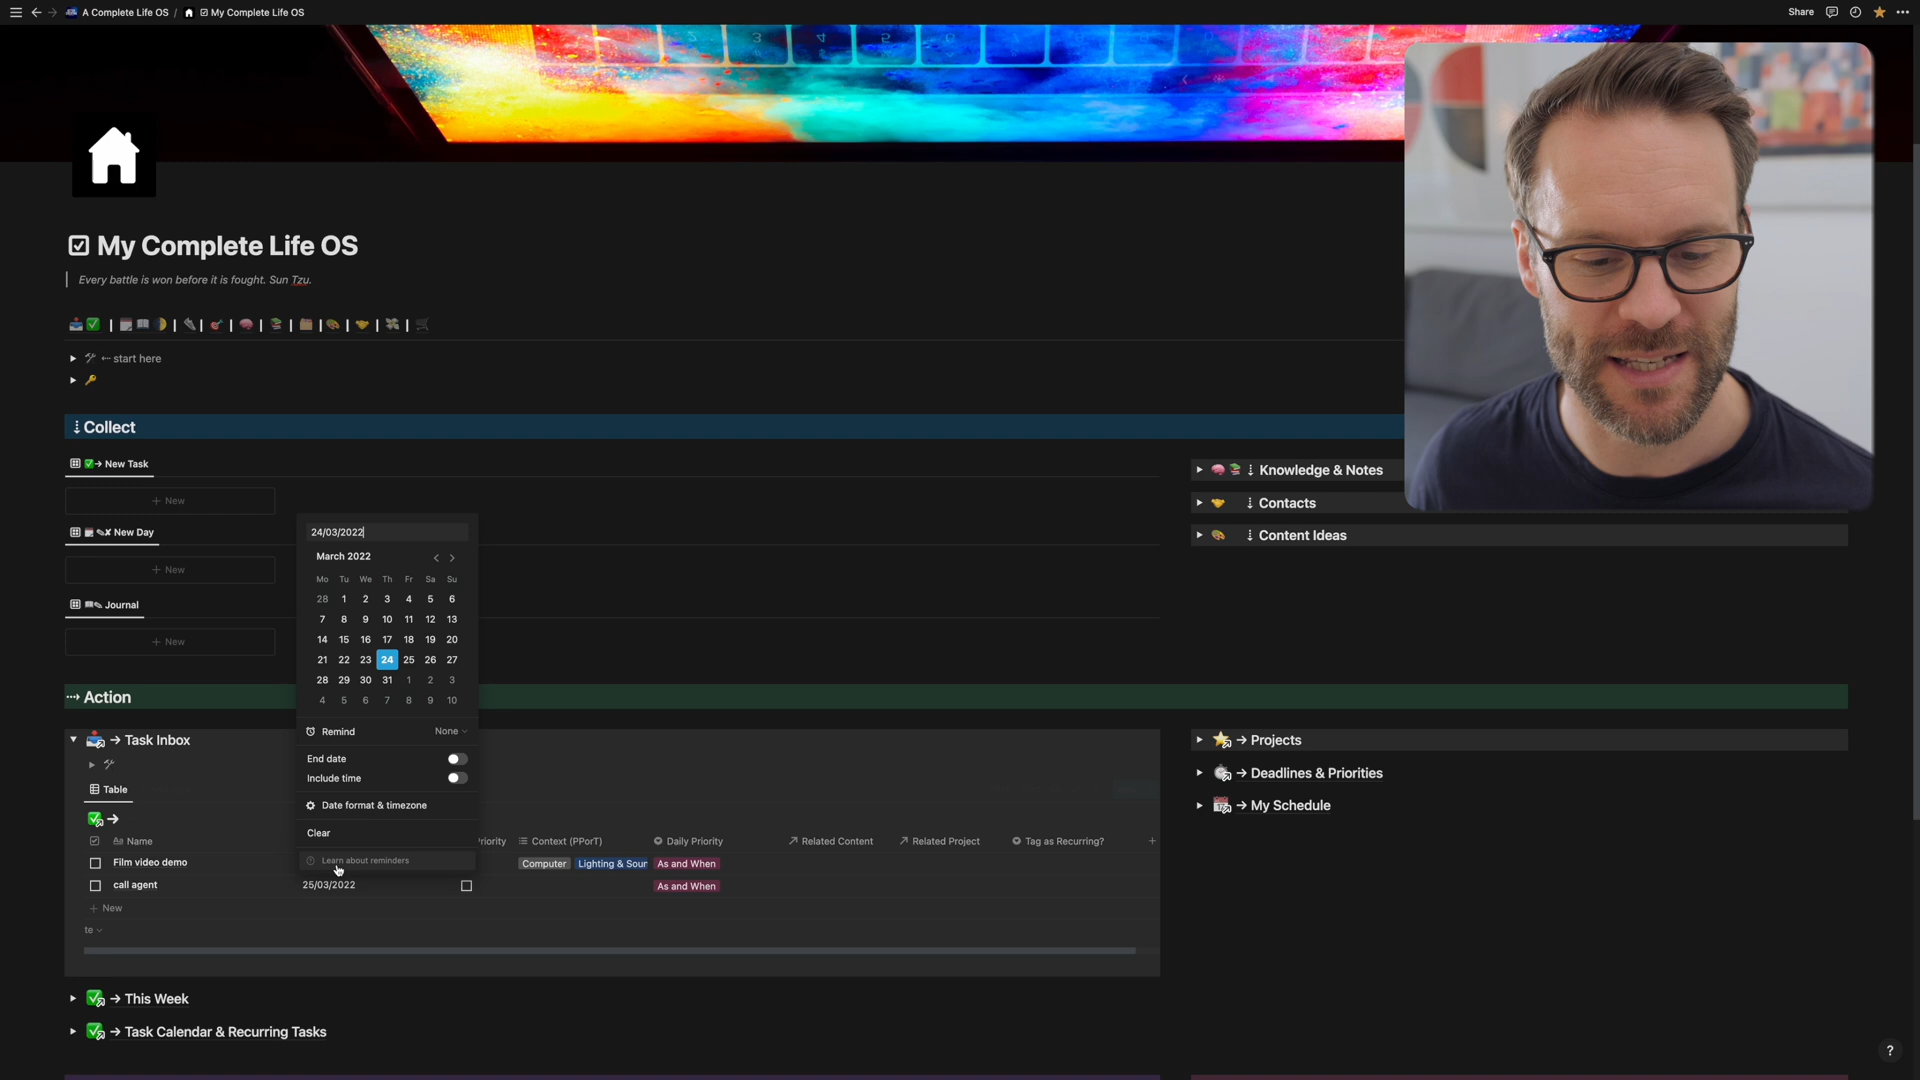 A Complete Life OS / My Complete Life OS
Share
My Complete Life OS
Every battle is won before it is fought. Sun Tzu.
← start here
Collect
New Task
+ New
New Day
+ New
Journal
+ New
Knowledge & Notes
Contacts
Content Ideas
24/03/2022
March 2022
Mo Tu We Th Fr Sa Su
28 1 2 3 4 5 6
7 8 9 10 11 12 13
14 15 16 17 18 19 20
21 22 23 24 25 26 27
28 29 30 31 1 2 3
4 5 6 7 8 9 10
Remind None
End date
Include time
Date format & timezone
Clear
Learn about reminders
Action
→ Task Inbox
Table
→
Aa Name riority Context (PPorT) Daily Priority Related Content Related Project Tag as Recurring? +
Film video demo Computer Lighting & Soun As and When
call agent 25/03/2022 As and When
+ New
te
→ This Week
→ Task Calendar & Recurring Tasks
→ Projects
→ Deadlines & Priorities
→ My Schedule
?